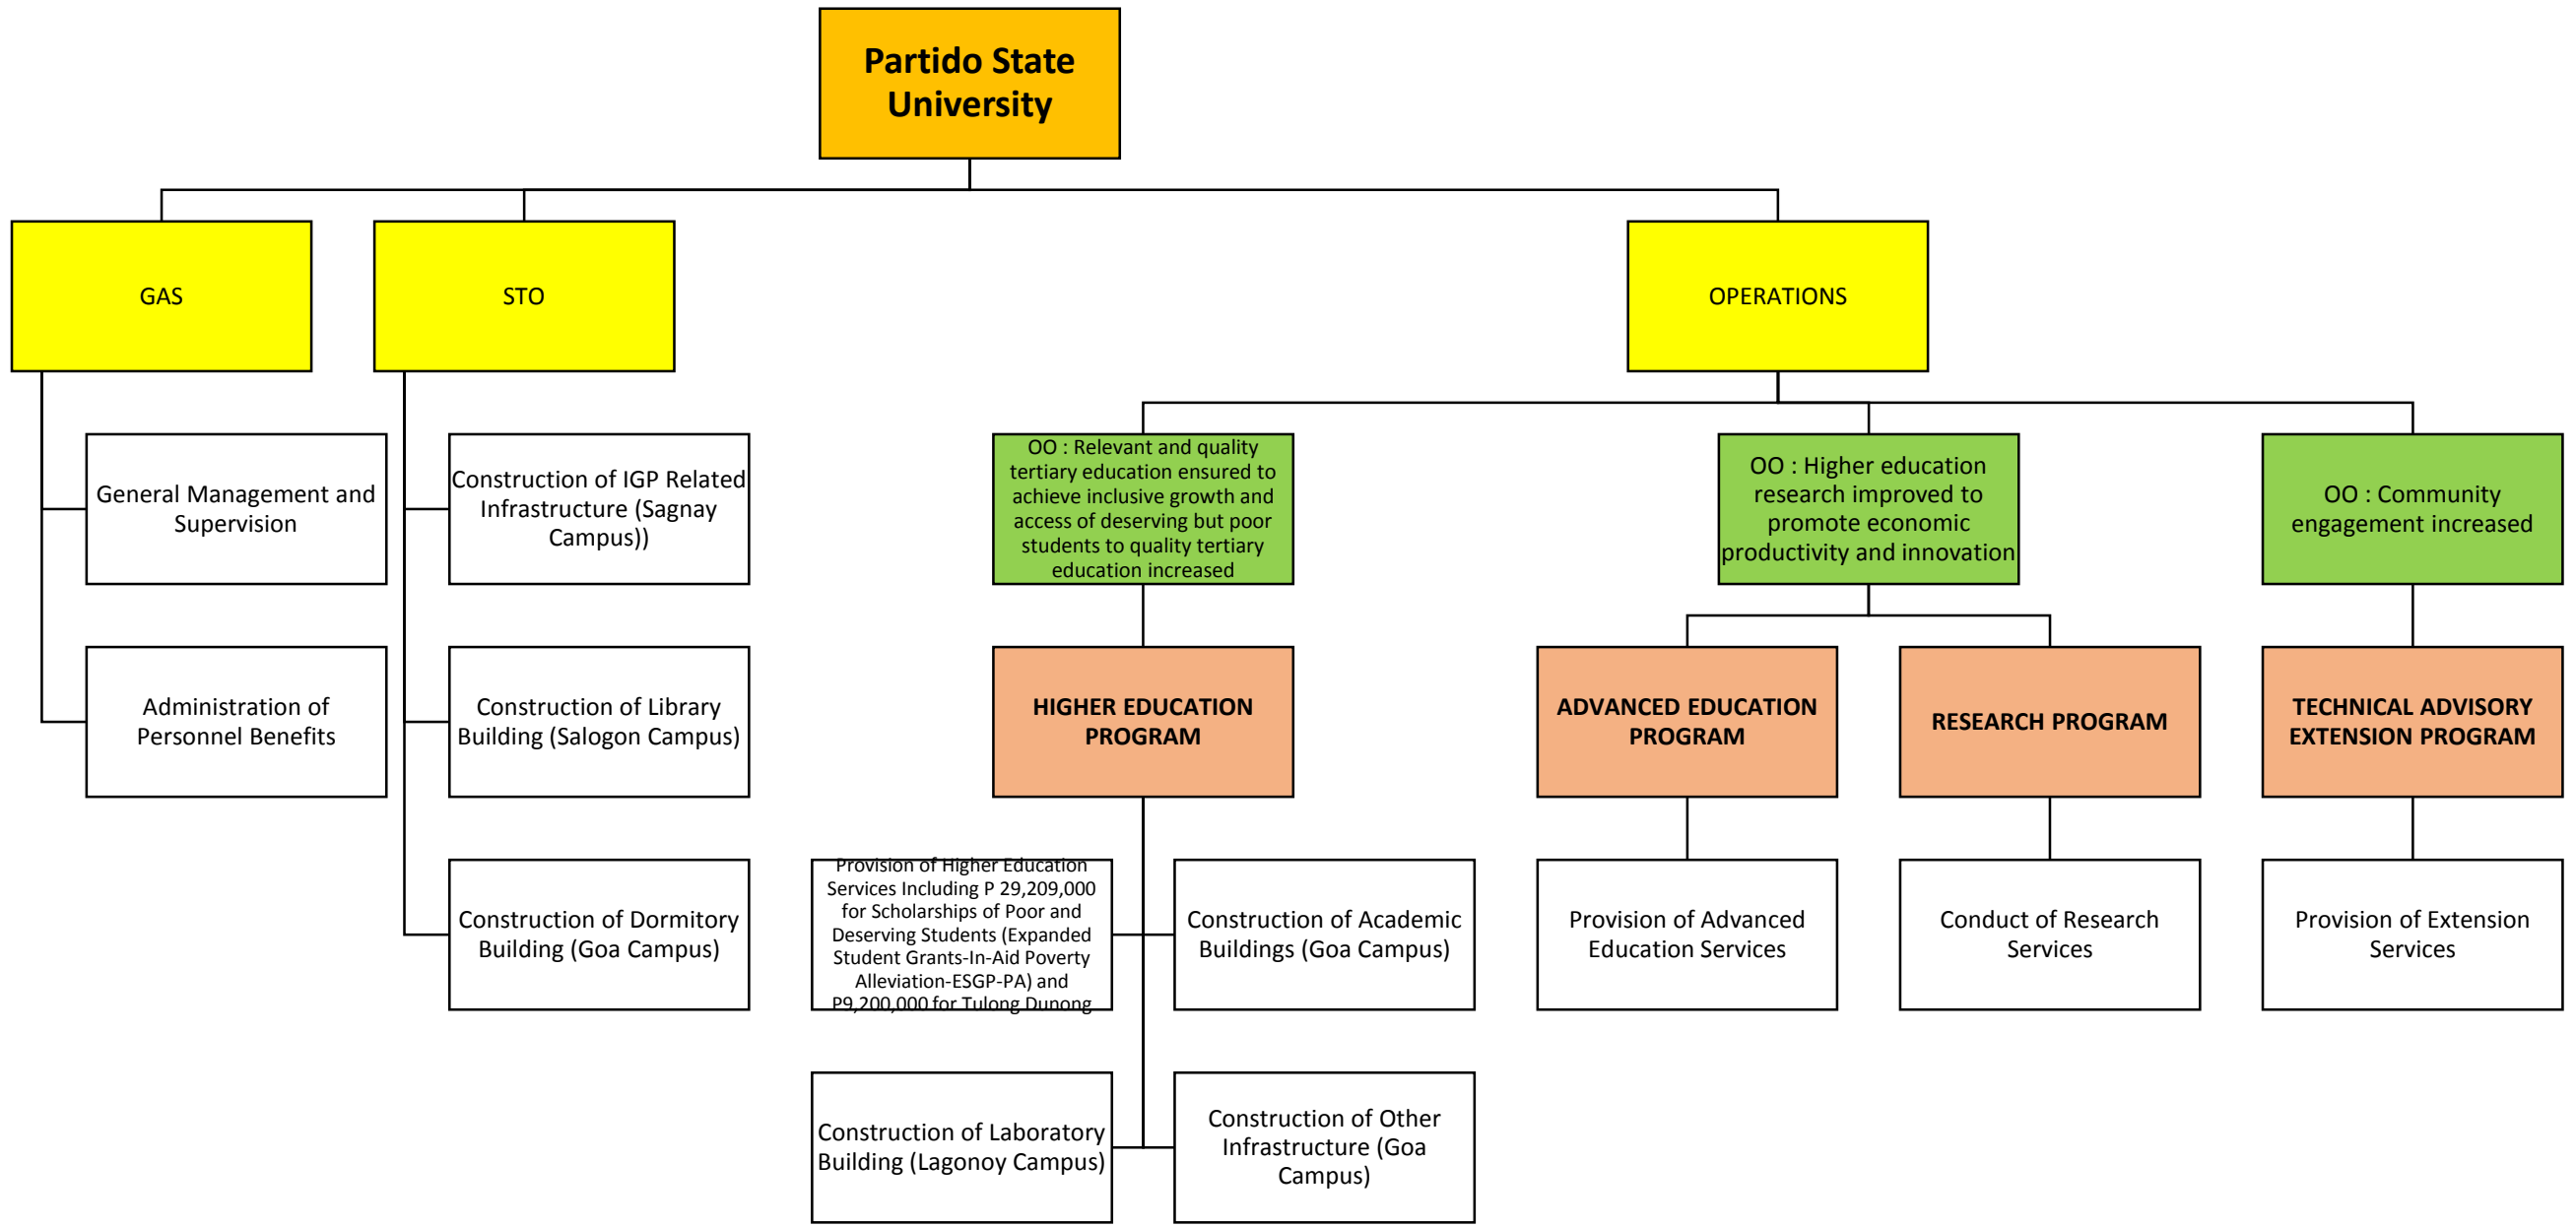 Partido State
University
GAS
STO
OPERATIONS
General Management and
Supervision
Administration of
Personnel Benefits
Construction of IGP Related
Infrastructure (Sagnay
Campus))
Construction of Library
Building (Salogon Campus)
Construction of Dormitory
Building (Goa Campus)
OO : Relevant and quality
tertiary education ensured to
achieve inclusive growth and
access of deserving but poor
students to quality tertiary
education increased
HIGHER EDUCATION
PROGRAM
Provision of Higher Education
Services Including P 29,209,000
for Scholarships of Poor and
Deserving Students (Expanded
Student Grants-In-Aid Poverty
Alleviation-ESGP-PA) and
P9,200,000 for Tulong Dunong
Construction of Academic
Buildings (Goa Campus)
Construction of Laboratory
Building (Lagonoy Campus)
Construction of Other
Infrastructure (Goa
Campus)
OO : Higher education
research improved to
promote economic
productivity and innovation
ADVANCED EDUCATION
PROGRAM
Provision of Advanced
Education Services
RESEARCH PROGRAM
Conduct of Research
Services
OO : Community
engagement increased
TECHNICAL ADVISORY
EXTENSION PROGRAM
Provision of Extension
Services